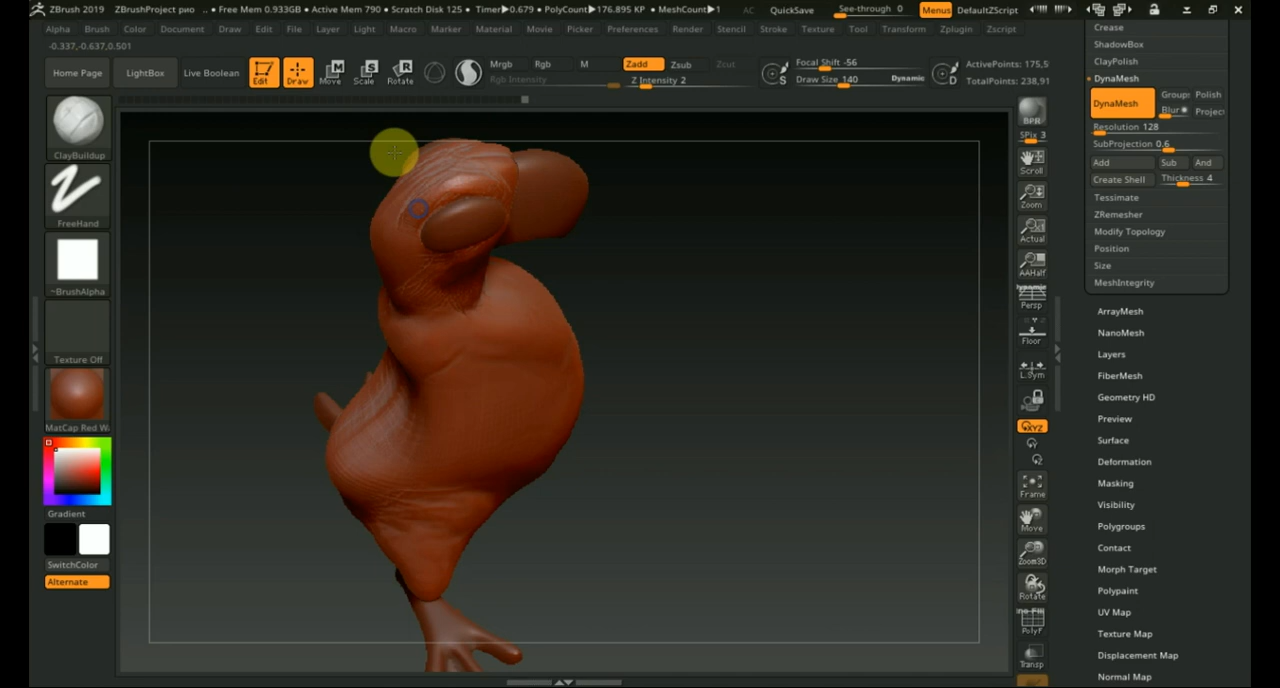 ZBrush 2019 ZBrushProject рио .. • Free Mem 0.933GB • Active Mem 790 • Scratch Disk 125 • Timer▶0.679 • PolyCount▶176.895 KP • MeshCount▶1 AC QuickSave See-through 0 Menus DefaultZScript
Alpha Brush Color Document Draw Edit File Layer Light Macro Marker Material Movie Picker Preferences Render Stencil Stroke Texture Tool Transform Zplugin Zscript
-0.337,-0.637,0.501
Home Page LightBox Live Boolean Edit Draw Move Scale Rotate
Mrgb Rgb M Zadd Zsub Zcut
Rgb Intensity Z Intensity 2
Focal Shift -56
Draw Size 140 Dynamic
ActivePoints: 175,5
TotalPoints: 238,91
ClayBuildup
FreeHand
~BrushAlpha
Texture Off
MatCap Red W
Gradient
SwitchColor
Alternate
BPR
SPix 3
Scroll
Zoom
Actual
AAHalf
Dynamic
Persp
Floor
L.Sym
XYZ
Frame
Move
Zoom3D
Rotate
PolyF
Transp
Crease
ShadowBox
ClayPolish
DynaMesh
DynaMesh Groups Polish
Blur Project
Resolution 128
SubProjection 0.6
Add Sub And
Create Shell Thickness 4
Tessimate
ZRemesher
Modify Topology
Position
Size
MeshIntegrity
ArrayMesh
NanoMesh
Layers
FiberMesh
Geometry HD
Preview
Surface
Deformation
Masking
Visibility
Polygroups
Contact
Morph Target
Polypaint
UV Map
Texture Map
Displacement Map
Normal Map